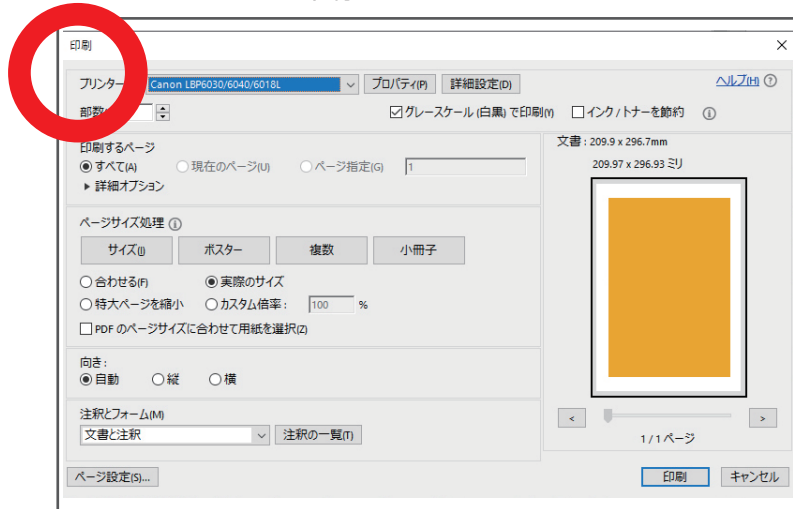 印刷
プリンター Canon LBP6030/6040/6018L プロパティ(P) 詳細設定(D) ヘルプ(H)
部数 グレースケール (白黒) で印刷(Y) インク / トナーを節約
印刷するページ
すべて(A) 現在のページ(U) ページ指定(G) 1
詳細オプション
文書 : 209.9 x 296.7mm
209.97 x 296.93 ミリ
ページサイズ処理
サイズ(I) ポスター 複数 小冊子
合わせる(F) 実際のサイズ
特大ページを縮小 カスタム倍率 : 100 %
PDF のページサイズに合わせて用紙を選択(Z)
向き :
自動 縦 横
注釈とフォーム(M)
文書と注釈 注釈の一覧(T)
< >
1 / 1 ページ
ページ設定(S)... 印刷 キャンセル